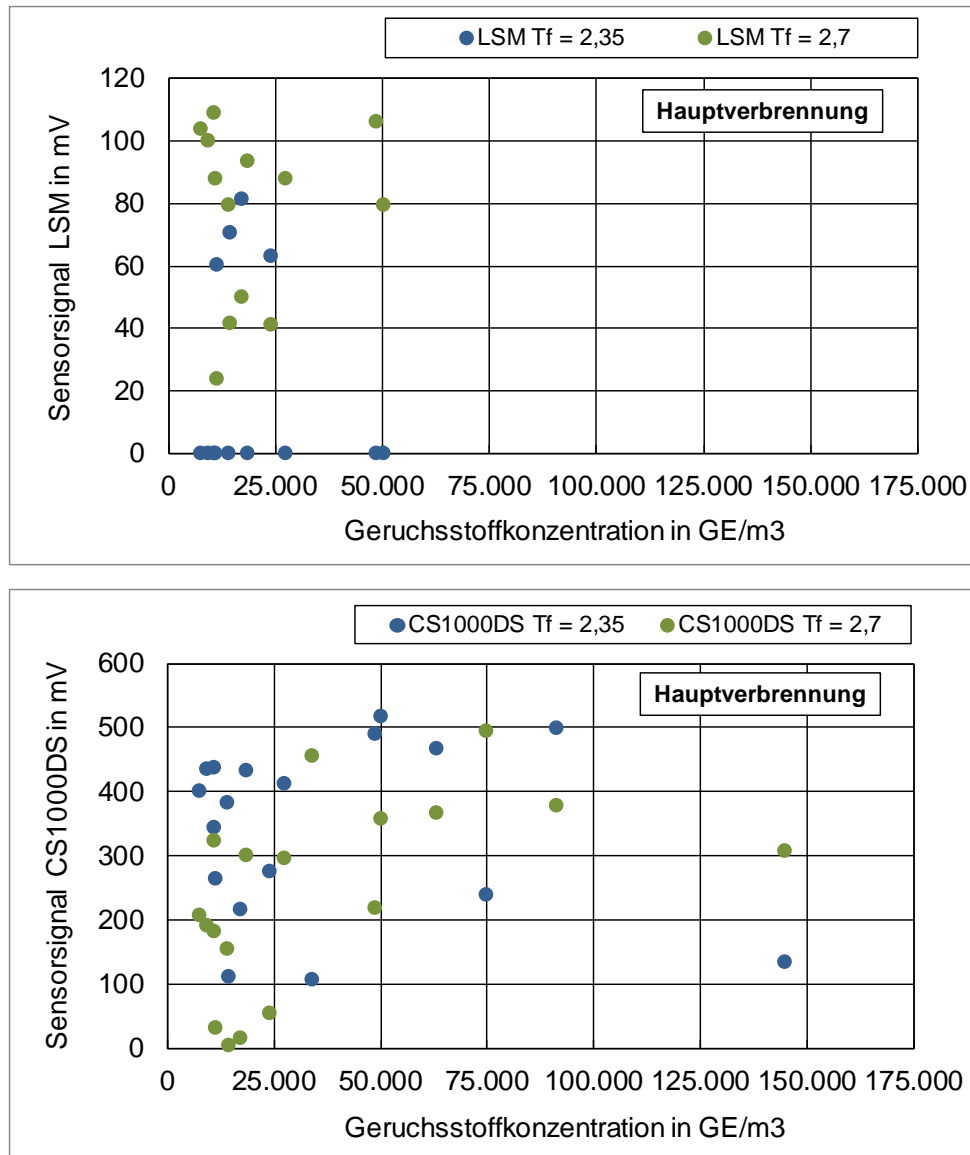 LSM Tf = 2,35 LSM Tf = 2,7
120
100
80
60
40
20
0
Hauptverbrennung
Sensorsignal LSM in mV
0 25.000 50.000 75.000 100.000 125.000 150.000 175.000
Geruchsstoffkonzentration in GE/m3
CS1000DS Tf = 2,35 CS1000DS Tf = 2,7
600
500
400
300
200
100
0
Hauptverbrennung
Sensorsignal CS1000DS in mV
0 25.000 50.000 75.000 100.000 125.000 150.000 175.000
Geruchsstoffkonzentration in GE/m3